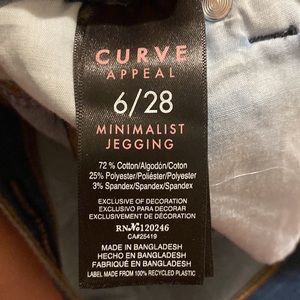 CURVE
APPEAL
6/28
MINIMALIST
JEGGING
72 % Cotton/Algodón/Coton
25% Polyester/Poliéster/Polyester
3% Spandex/Spandex/Spandex
EXCLUSIVE OF DECORATION
EXCLUSIVO PARA DECORAR
EXCLUSIVEMENT DE DÉCORATION
RN№120246
CA#25419
MADE IN BANGLADESH
HECHO EN BANGLADESH
FABRIQUÉ EN BANGLADESH
LABEL MADE FROM 100% RECYCLED PLASTIC